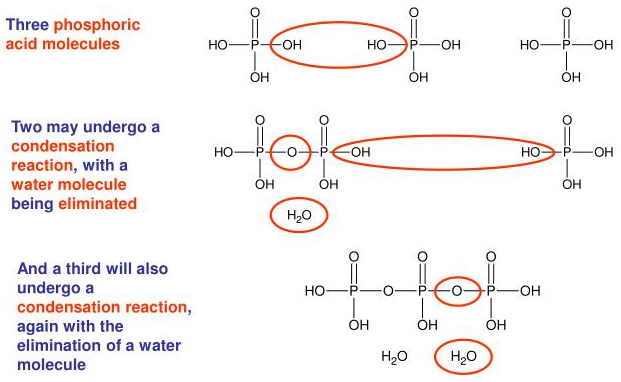 Three phosphoric
acid molecules
O O O
HO P OH HO P OH HO P OH
OH OH OH
Two may undergo a
condensation
reaction, with a
water molecule
being eliminated
O O O
HO P O P OH HO P OH
OH OH OH
H₂O
And a third will also
undergo a
condensation reaction,
again with the
elimination of a water
molecule
O O O
HO P O P O P OH
OH OH OH
H₂O H₂O